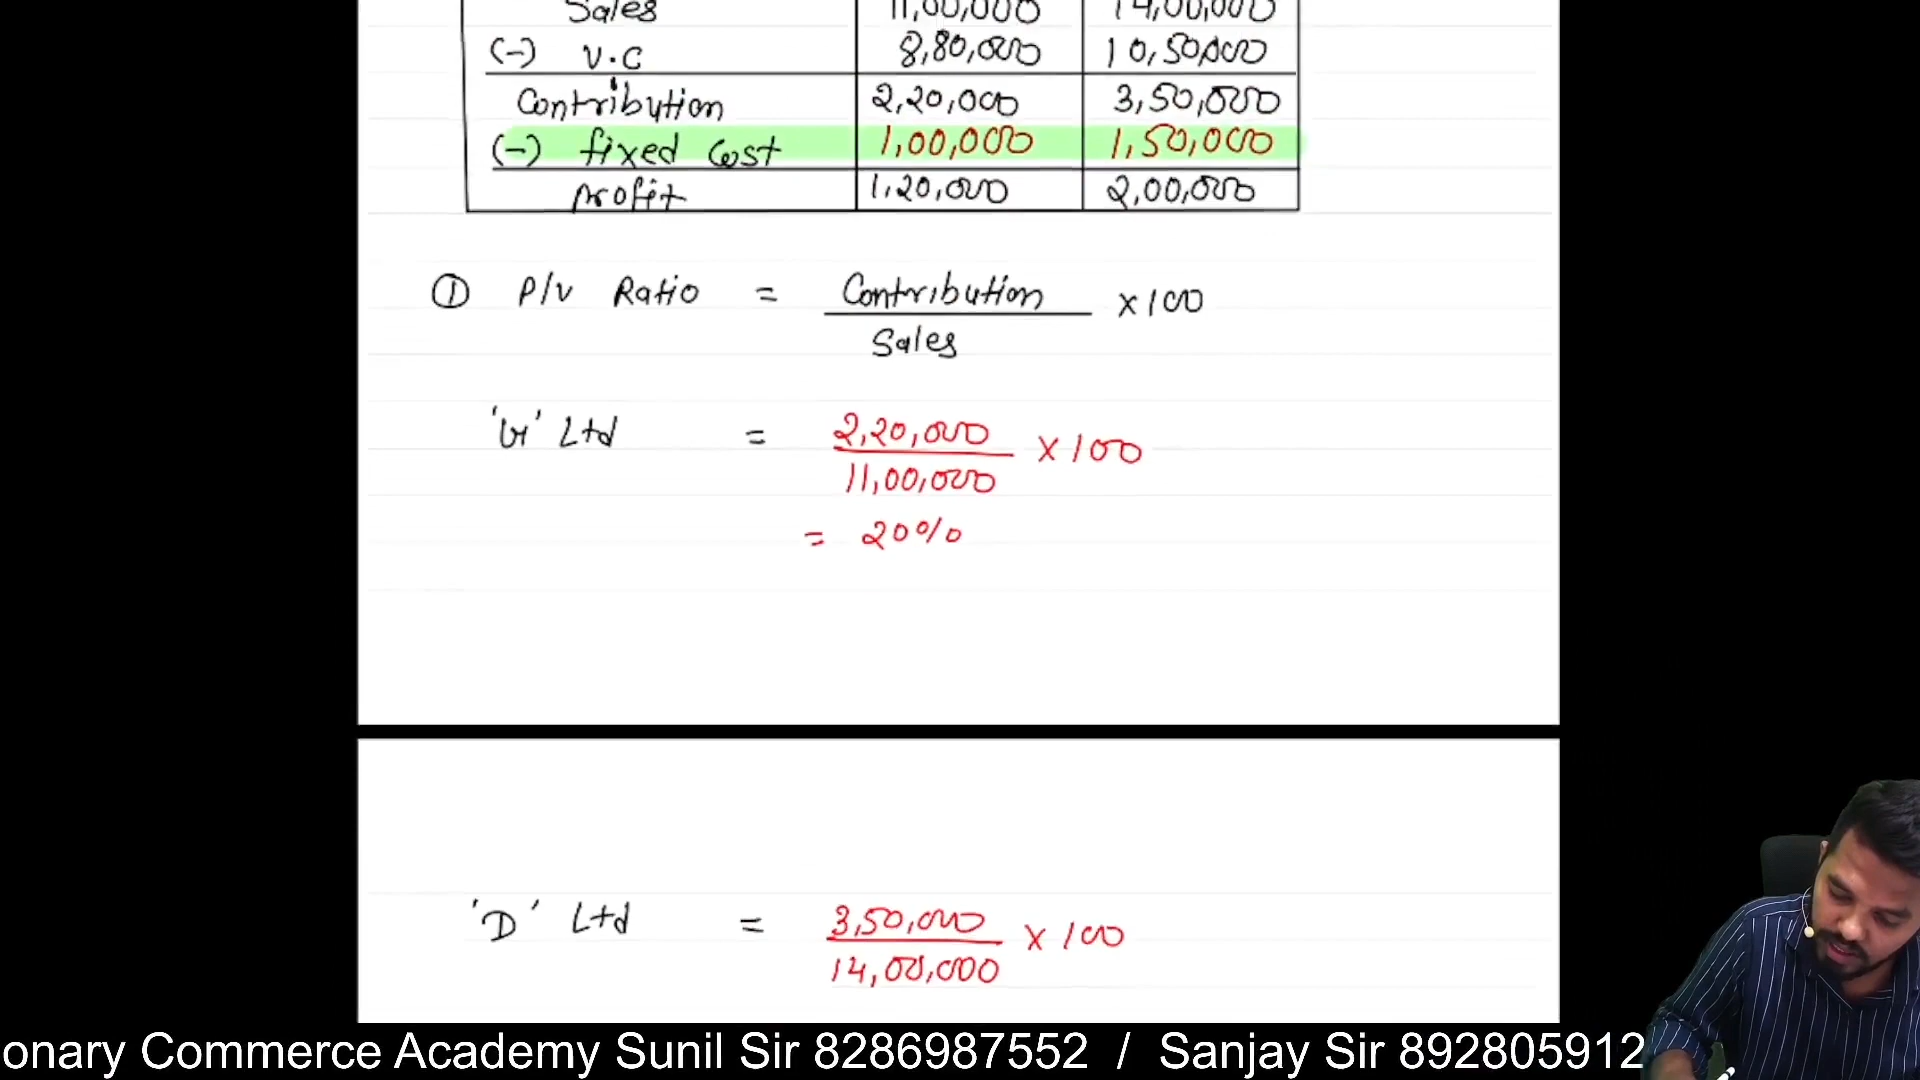 Sales 11,00,000 14,00,000
(-) V.C 8,80,000 10,50,000
Contribution 2,20,000 3,50,000
(-) fixed Cost 1,00,000 1,50,000
profit 1,20,000 2,00,000
① P/V Ratio = Contribution × 100
Sales
'G' Ltd = 2,20,000 × 100
11,00,000
= 20%
'D' Ltd = 3,50,000 × 100
14,00,000
onary Commerce Academy Sunil Sir 8286987552 / Sanjay Sir 892805912